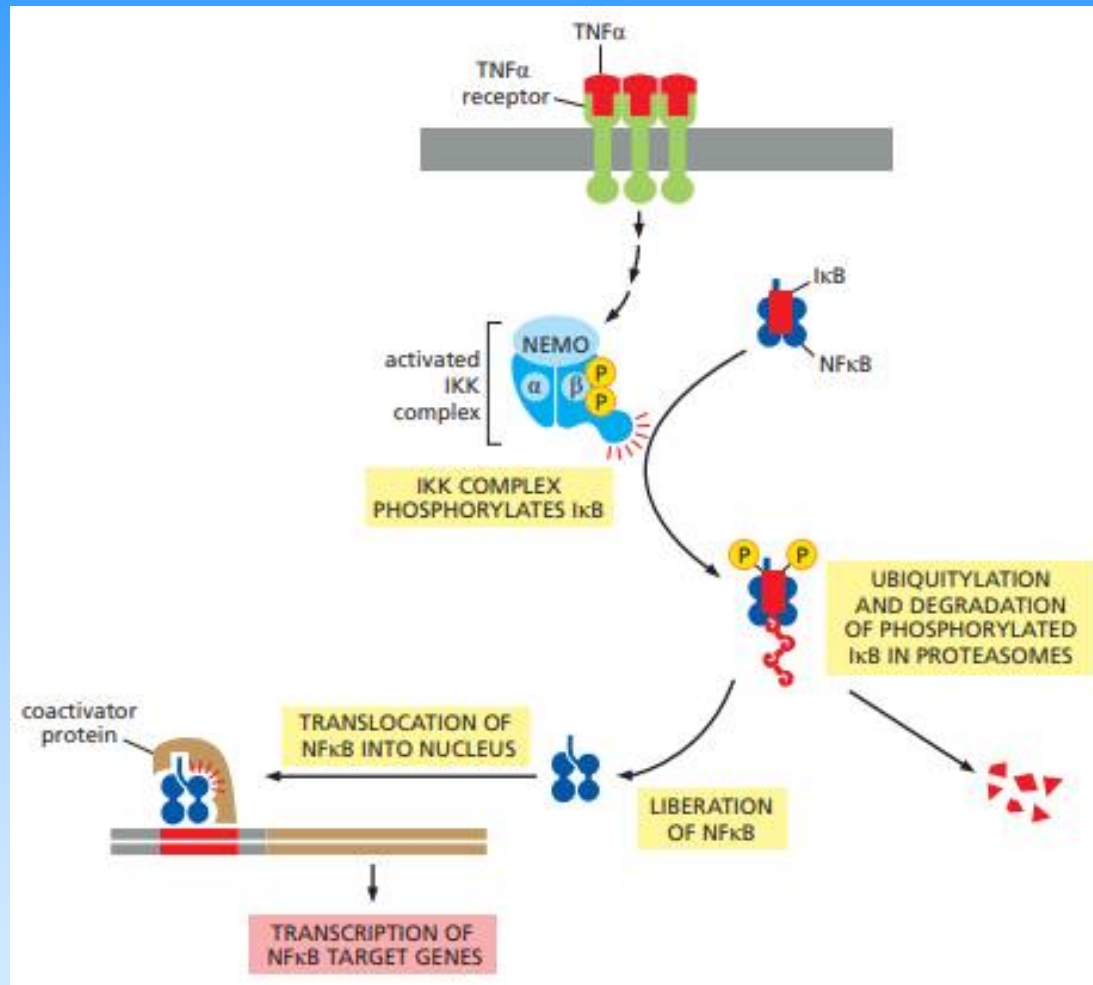 TNFα
TNFα
receptor
IκB
NFκB
NEMO
α
β
P
P
activated
IKK
complex
IKK COMPLEX
PHOSPHORYLATES IκB
P
P
UBIQUITYLATION
AND DEGRADATION
OF PHOSPHORYLATED
IκB IN PROTEASOMES
coactivator
protein
TRANSLOCATION OF
NFκB INTO NUCLEUS
LIBERATION
OF NFκB
TRANSCRIPTION OF
NFκB TARGET GENES